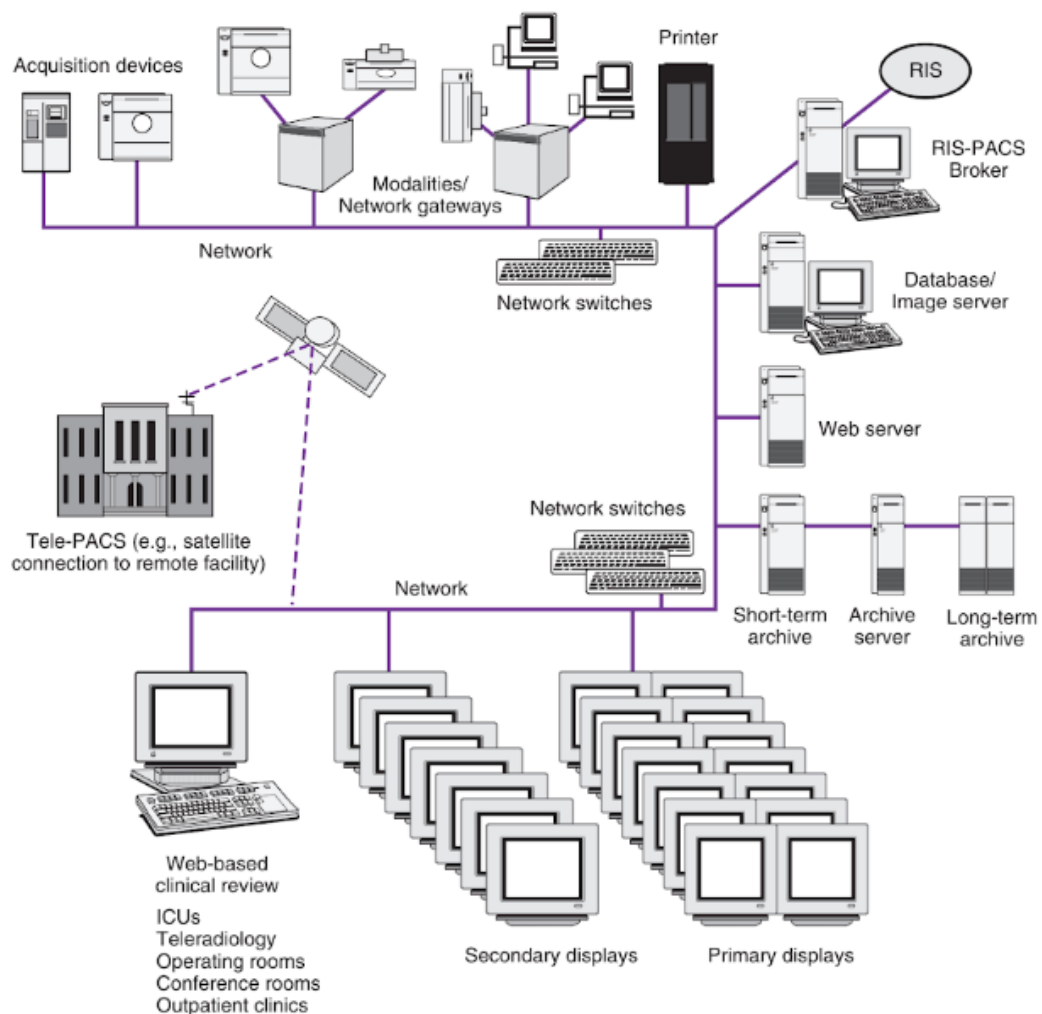 Printer
Acquisition devices
RIS
RIS-PACS
Broker
Modalities/
Network gateways
Network
Network switches
Database/
Image server
Web server
Tele-PACS (e.g., satellite
connection to remote facility)
Network switches
Network
Short-term
archive
Archive
server
Long-term
archive
Web-based
clinical review
ICUs
Teleradiology
Operating rooms
Conference rooms
Outpatient clinics
Secondary displays
Primary displays